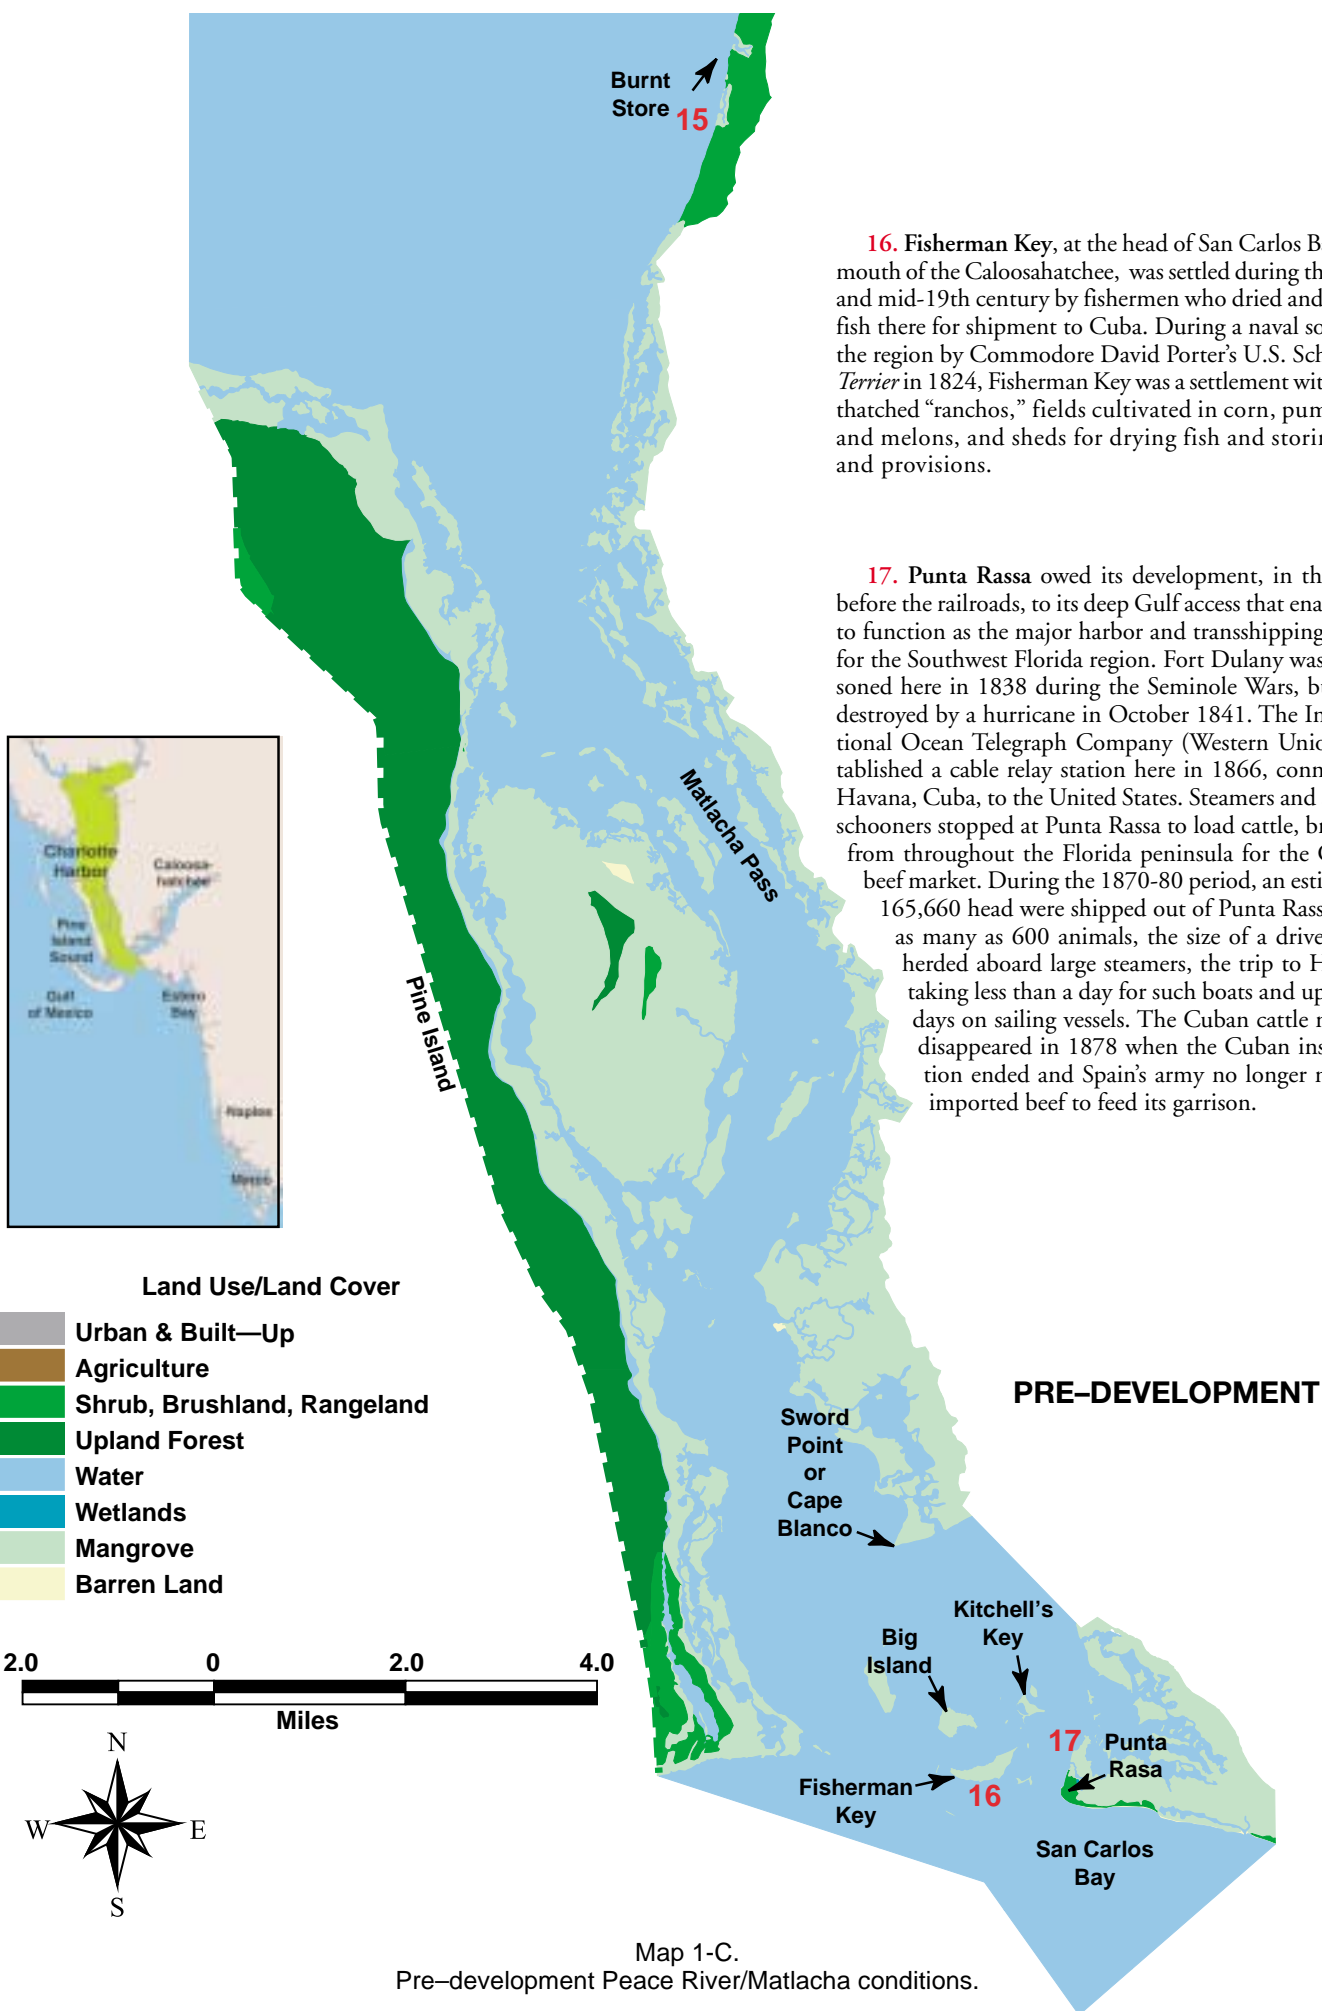 Burnt
Store
15
16. Fisherman Key, at the head of San Carlos B
mouth of the Caloosahatchee, was settled during th
and mid-19th century by fishermen who dried and
fish there for shipment to Cuba. During a naval so
the region by Commodore David Porter's U.S. Sch
Terrier in 1824, Fisherman Key was a settlement wit
thatched “ranchos,” fields cultivated in corn, pum
and melons, and sheds for drying fish and storin
and provisions.
17. Punta Rassa owed its development, in th
before the railroads, to its deep Gulf access that ena
to function as the major harbor and transshipping
for the Southwest Florida region. Fort Dulany was
soned here in 1838 during the Seminole Wars, bu
destroyed by a hurricane in October 1841. The In
tional Ocean Telegraph Company (Western Unio
tablished a cable relay station here in 1866, conn
Havana, Cuba, to the United States. Steamers and
schooners stopped at Punta Rassa to load cattle, br
from throughout the Florida peninsula for the C
beef market. During the 1870-80 period, an esti
165,660 head were shipped out of Punta Rass
as many as 600 animals, the size of a drive
herded aboard large steamers, the trip to H
taking less than a day for such boats and up
days on sailing vessels. The Cuban cattle m
disappeared in 1878 when the Cuban ins
tion ended and Spain's army no longer n
imported beef to feed its garrison.
Matlacha Pass
Pine Island
Charlotte
Harbor
Caloosa-
hatchee
Pine
Island
Sound
Gulf
of Mexico
Estero
Bay
Naples
Marco
Land Use/Land Cover
Urban & Built—Up
Agriculture
Shrub, Brushland, Rangeland
Upland Forest
Water
Wetlands
Mangrove
Barren Land
2.0 0 2.0 4.0
Miles
N
W E
S
PRE–DEVELOPMENT
Sword
Point
or
Cape
Blanco
Kitchell's
Key
Big
Island
17
Punta
Rasa
Fisherman
Key
16
San Carlos
Bay
Map 1-C.
Pre–development Peace River/Matlacha conditions.